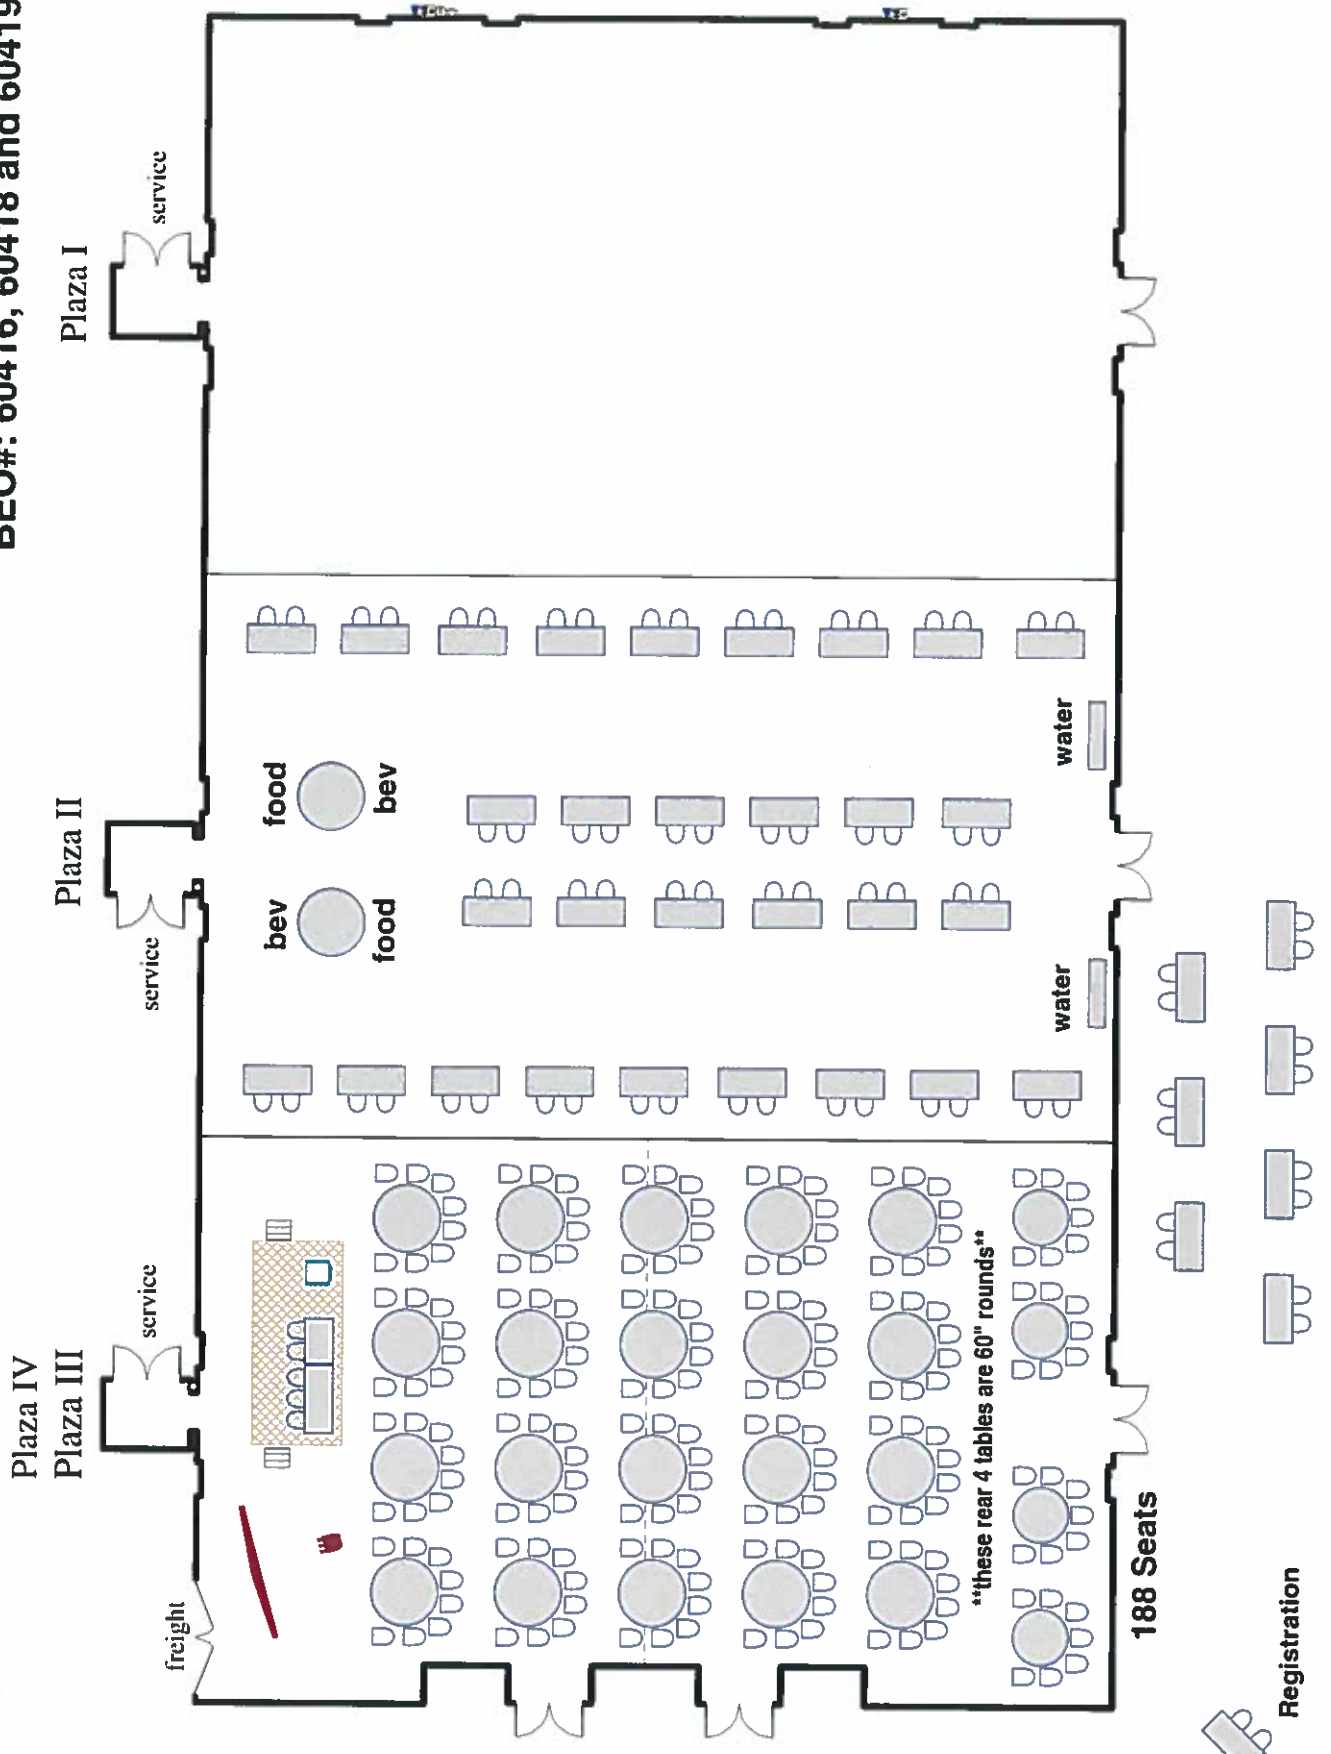 BEO#: 60416, 60418 and 60419
Plaza IV
Plaza III
Plaza II
Plaza I
service
service
service
freight
bev
food
food
bev
water
water
**these rear 4 tables are 60" rounds**
188 Seats
Registration